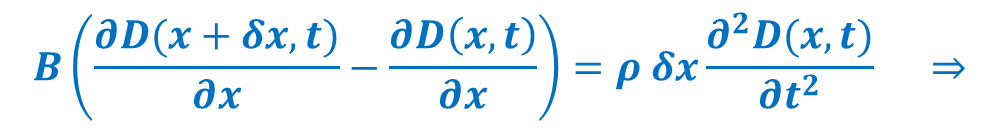 B(∂D(x + δx, t)/∂x − ∂D(x, t)/∂x) = ρ δx ∂²D(x, t)/∂t² ⇒